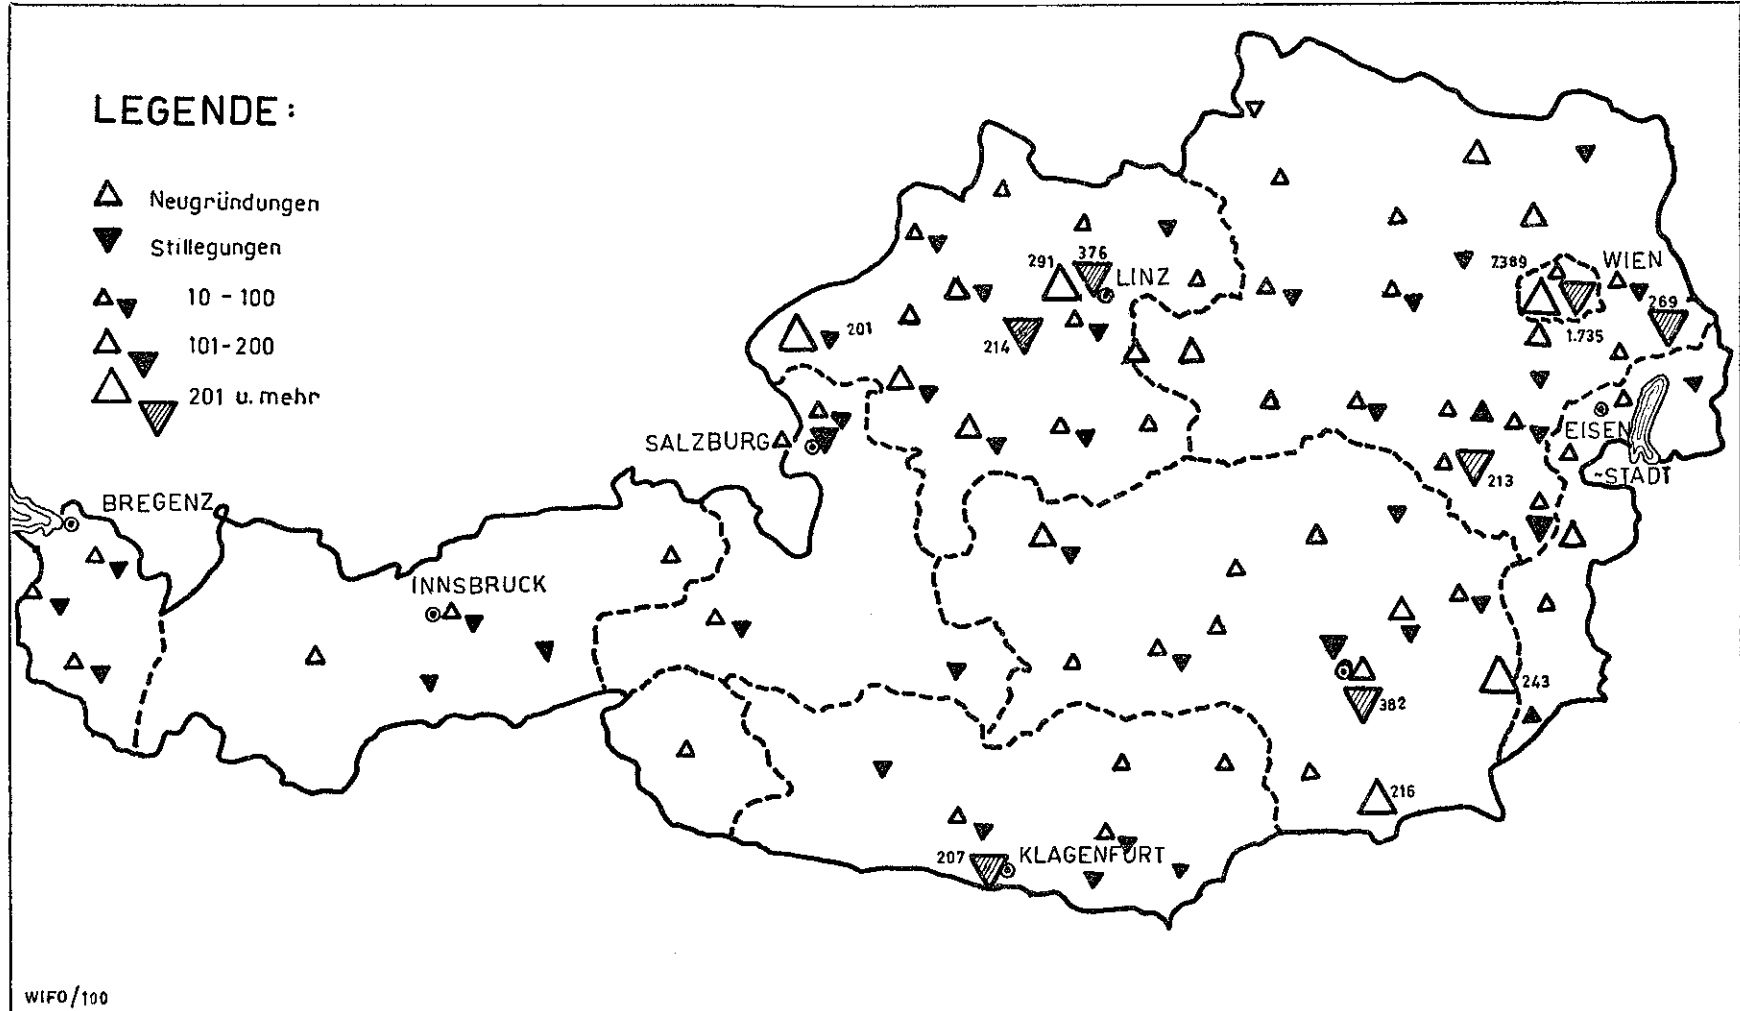 LEGENDE:
Neugründungen
Stillegungen
10 - 100
101-200
201 u. mehr
376
291
LINZ
7.389
WIEN
269
201
214
1.735
SALZBURG
EISEN
-STADT
213
BREGENZ
INNSBRUCK
243
382
216
207
KLAGENFURT
WIFO/100